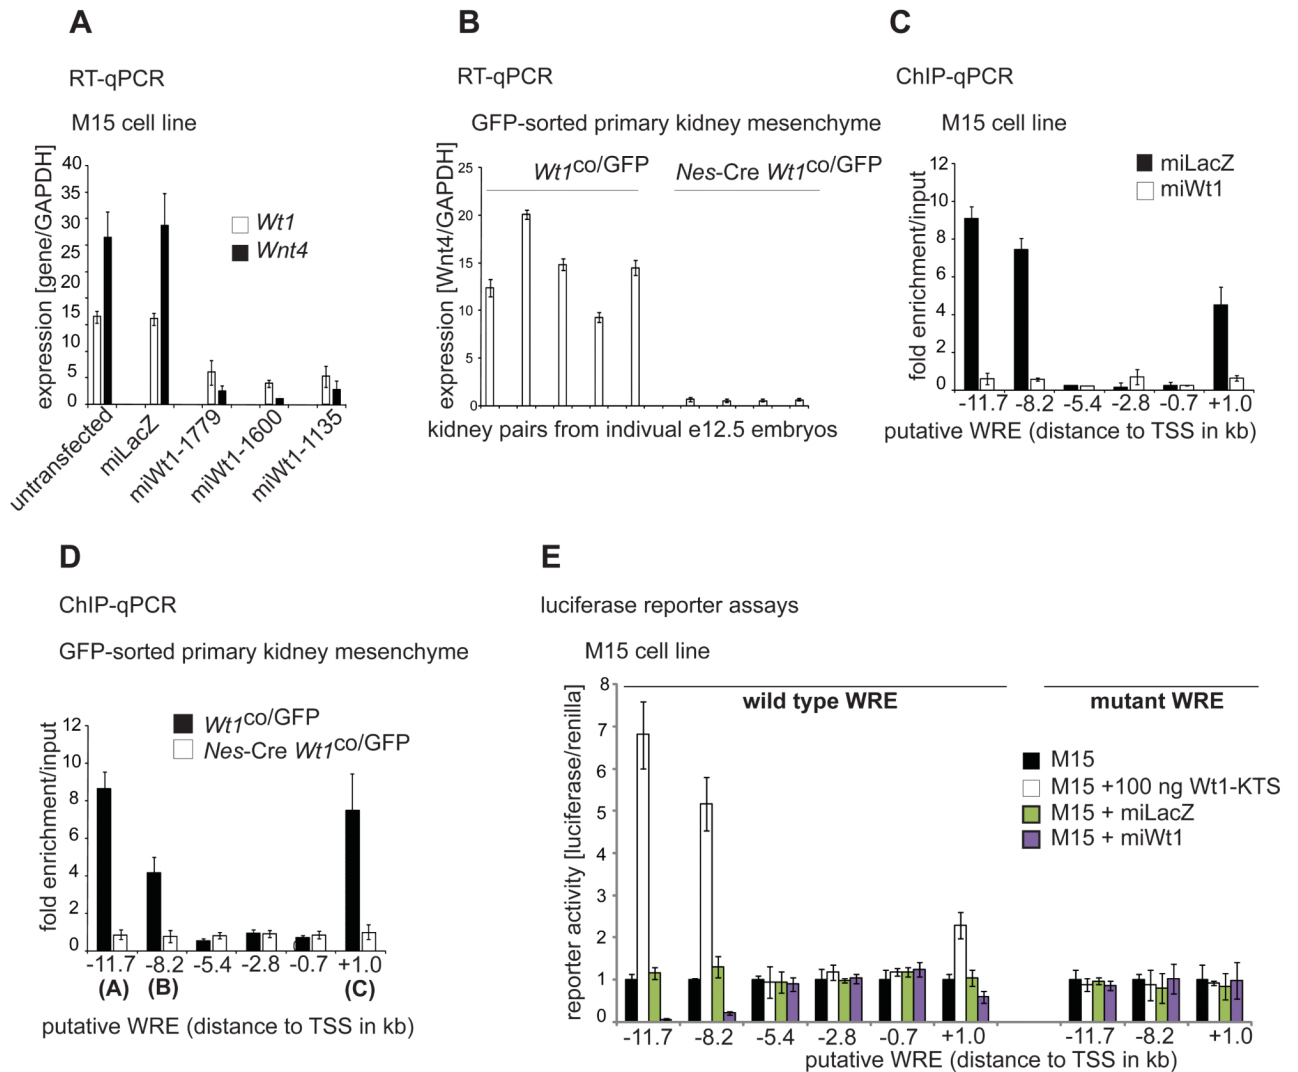 A
RT-qPCR
M15 cell line
expression [gene/GAPDH]
40
35
30
25
20
15
10
5
0
Wt1
Wnt4
untransfected
miLacZ
miWt1-1779
miWt1-1600
miWt1-1135
B
RT-qPCR
GFP-sorted primary kidney mesenchyme
expression [Wnt4/GAPDH]
25
20
15
10
5
0
Wt1co/GFP
Nes-Cre Wt1co/GFP
kidney pairs from indivual e12.5 embryos
C
ChIP-qPCR
M15 cell line
fold enrichment/input
12
10
8
6
4
2
0
miLacZ
miWt1
-11.7 -8.2 -5.4 -2.8 -0.7 +1.0
putative WRE (distance to TSS in kb)
D
ChIP-qPCR
GFP-sorted primary kidney mesenchyme
fold enrichment/input
12
10
8
6
4
2
0
Wt1co/GFP
Nes-Cre Wt1co/GFP
-11.7 -8.2 -5.4 -2.8 -0.7 +1.0
(A) (B) (C)
putative WRE (distance to TSS in kb)
E
luciferase reporter assays
M15 cell line
reporter activity [luciferase/renilla]
8
7
6
5
4
3
2
1
0
wild type WRE
mutant WRE
M15
M15 +100 ng Wt1-KTS
M15 + miLacZ
M15 + miWt1
-11.7 -8.2 -5.4 -2.8 -0.7 +1.0 -11.7 -8.2 +1.0
putative WRE (distance to TSS in kb)